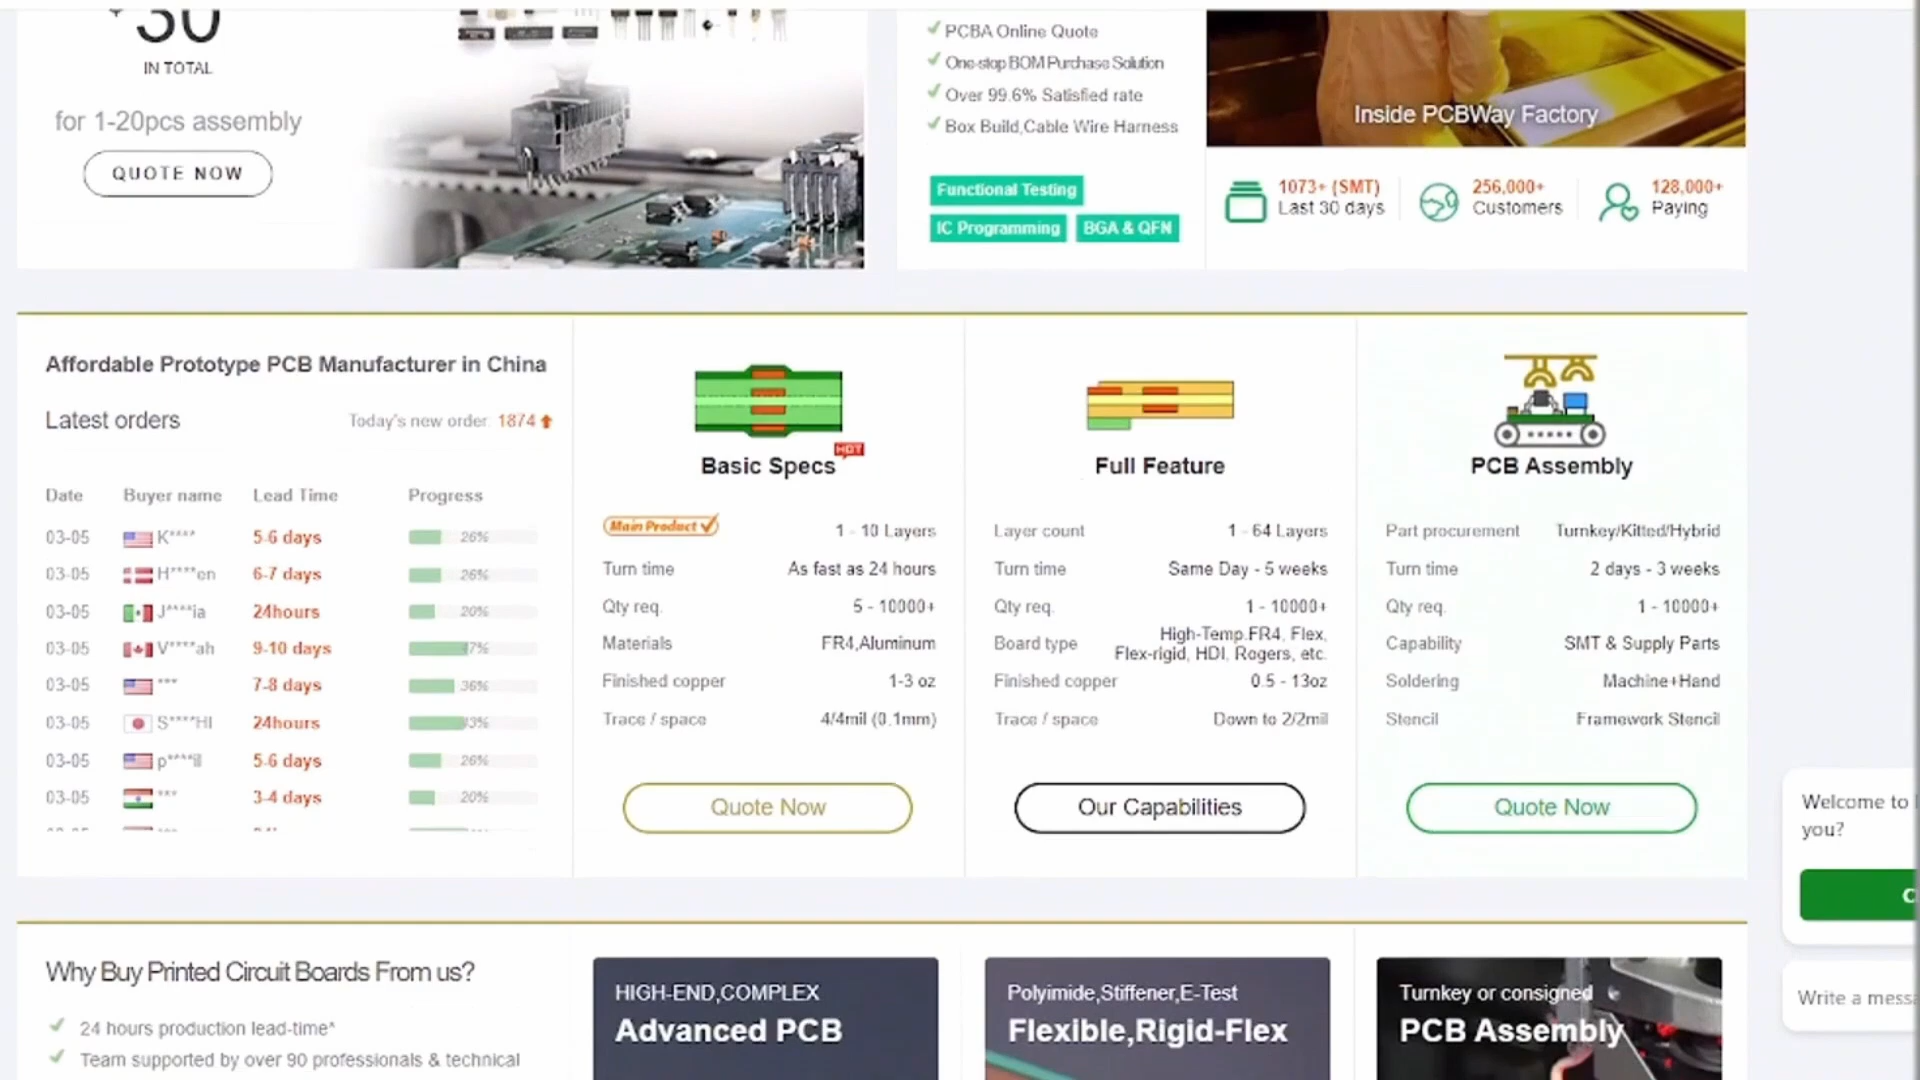 $30
IN TOTAL
for 1-20pcs assembly
QUOTE NOW
PCBA Online Quote
One-stop BOM Purchase Solution
Over 99.6% Satisfied rate
Box Build,Cable Wire Harness
Functional Testing
IC Programming
BGA & QFN
Inside PCBWay Factory
1073+ (SMT)
Last 30 days
256,000+
Customers
128,000+
Paying
Affordable Prototype PCB Manufacturer in China
Latest orders
Today's new order: 1874
Date Buyer name Lead Time Progress
03-05 K**** 5-6 days 26%
03-05 H****en 6-7 days 26%
03-05 J****ia 24hours 20%
03-05 V****ah 9-10 days 7%
03-05 *** 7-8 days 36%
03-05 S****HI 24hours 3%
03-05 p****il 5-6 days 26%
03-05 *** 3-4 days 20%
HOT
Basic Specs
Main Product 1 - 10 Layers
Turn time As fast as 24 hours
Qty req. 5 - 10000+
Materials FR4,Aluminum
Finished copper 1-3 oz
Trace / space 4/4mil (0.1mm)
Quote Now
Full Feature
Layer count 1 - 64 Layers
Turn time Same Day - 5 weeks
Qty req. 1 - 10000+
Board type High-Temp.FR4, Flex,
Flex-rigid, HDI, Rogers, etc.
Finished copper 0.5 - 13oz
Trace / space Down to 2/2mil
Our Capabilities
PCB Assembly
Part procurement Turnkey/Kitted/Hybrid
Turn time 2 days - 3 weeks
Qty req. 1 - 10000+
Capability SMT & Supply Parts
Soldering Machine+Hand
Stencil Framework Stencil
Quote Now
Welcome to
you?
Write a mess
Why Buy Printed Circuit Boards From us?
24 hours production lead-time*
Team supported by over 90 professionals & technical
HIGH-END,COMPLEX
Advanced PCB
Polyimide,Stiffener,E-Test
Flexible,Rigid-Flex
Turnkey or consigned
PCB Assembly